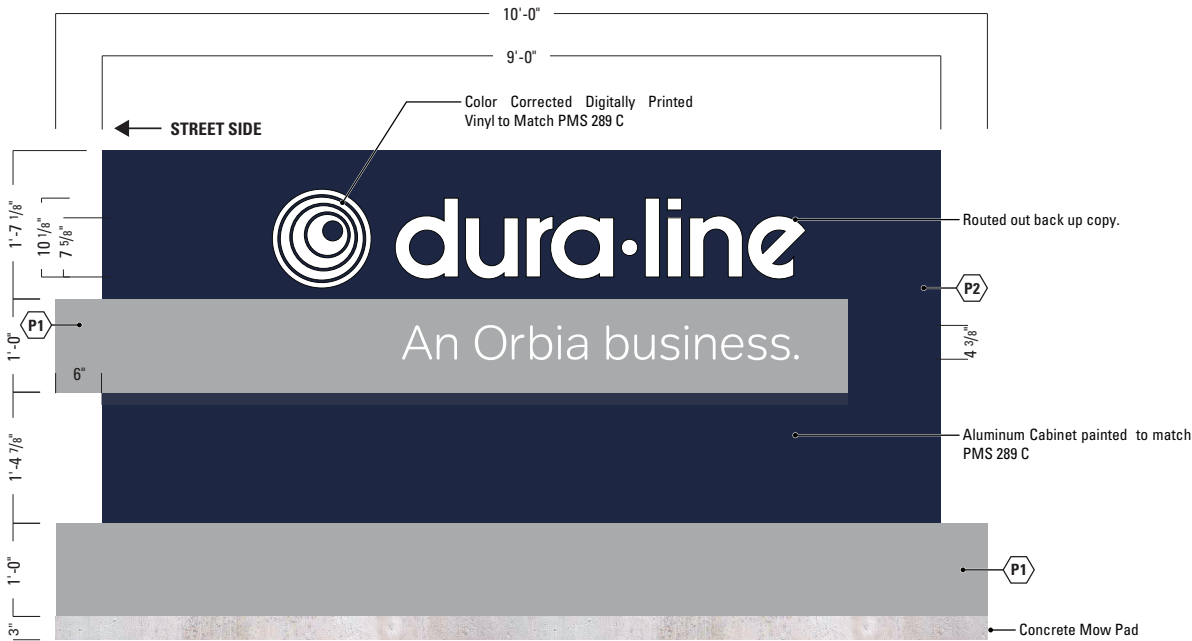 10'-0"
9'-0"
Color Corrected Digitally Printed
Vinyl to Match PMS 289 C
STREET SIDE
1'-7 1/8"
10 1/8"
7 5/8"
dura·line
Routed out back up copy.
P2
P1
An Orbia business.
1'-0"
4 3/8"
6"
Aluminum Cabinet painted to match
PMS 289 C
1'-4 7/8"
1'-0"
P1
3"
Concrete Mow Pad